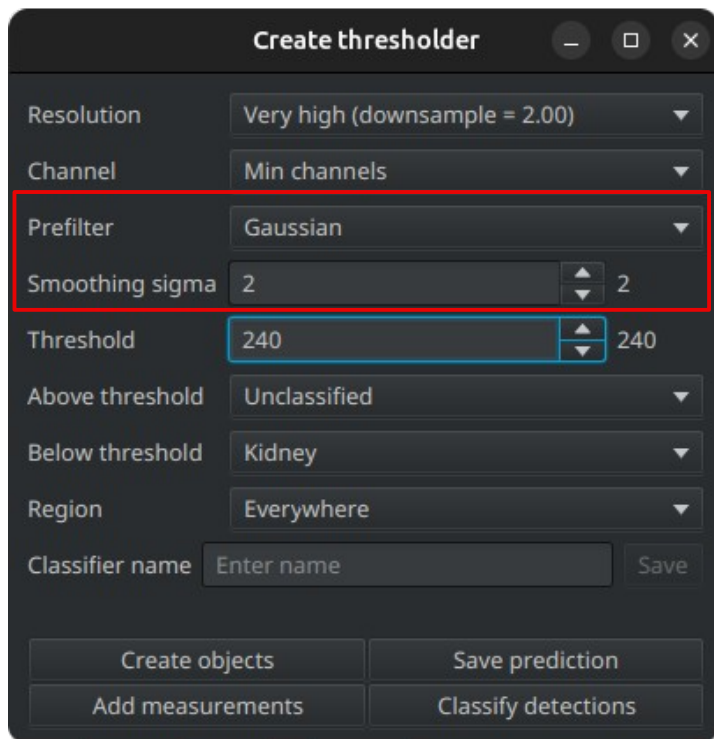 Create thresholder
Resolution Very high (downsample = 2.00)
Channel Min channels
Prefilter Gaussian
Smoothing sigma 2 2
Threshold 240 240
Above threshold Unclassified
Below threshold Kidney
Region Everywhere
Classifier name Enter name Save
Create objects Save prediction
Add measurements Classify detections